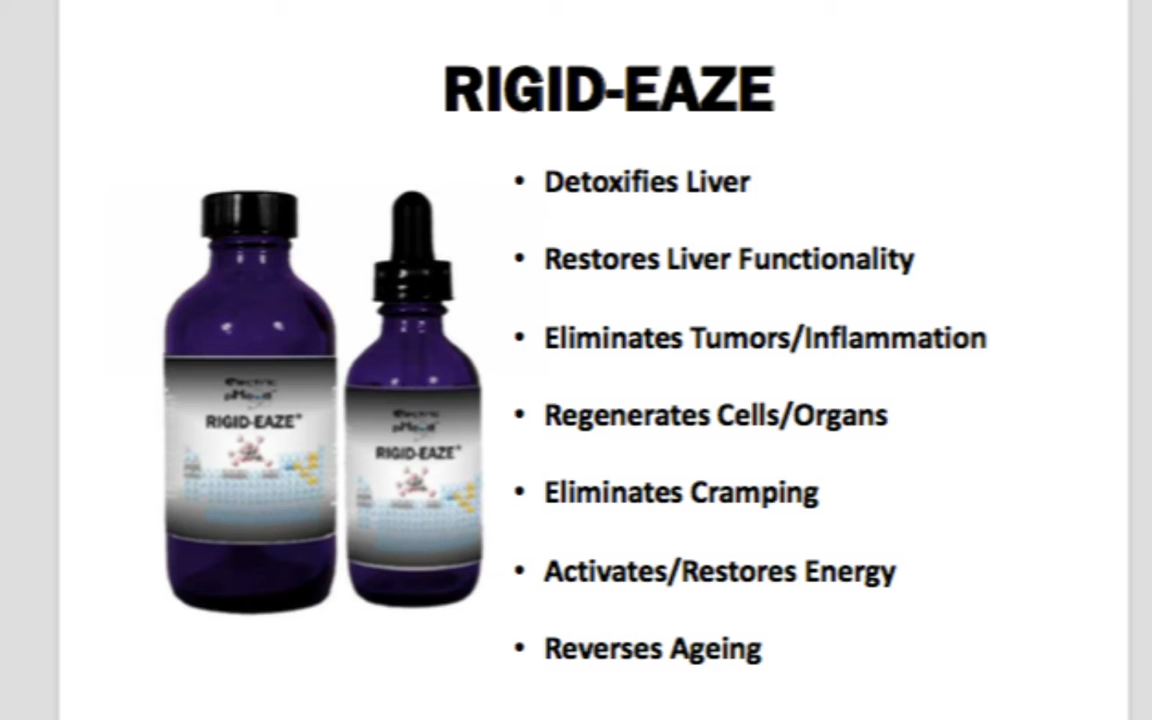 RIGID-EAZE
• Detoxifies Liver
• Restores Liver Functionality
• Eliminates Tumors/Inflammation
• Regenerates Cells/Organs
• Eliminates Cramping
• Activates/Restores Energy
• Reverses Ageing
RIGID-EAZE
RIGID-EAZE